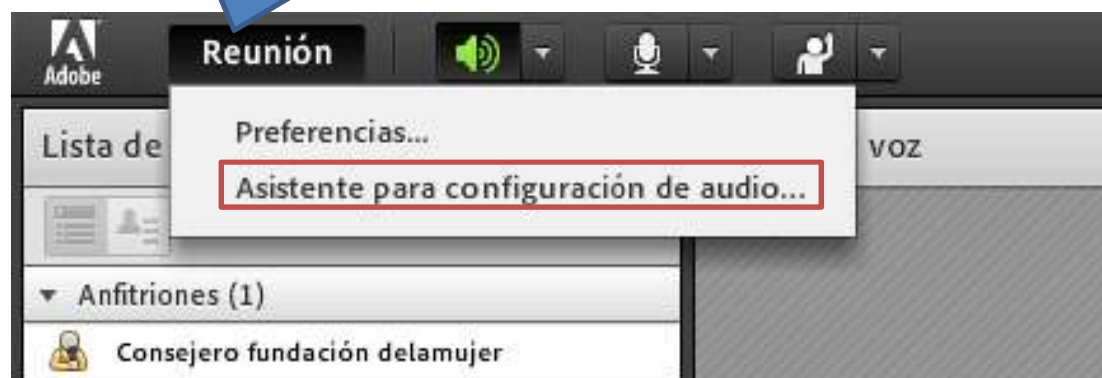 Adobe
Reunión
Lista de
Preferencias...
voz
Asistente para configuración de audio...
Anfitriones (1)
Consejero fundación delamujer